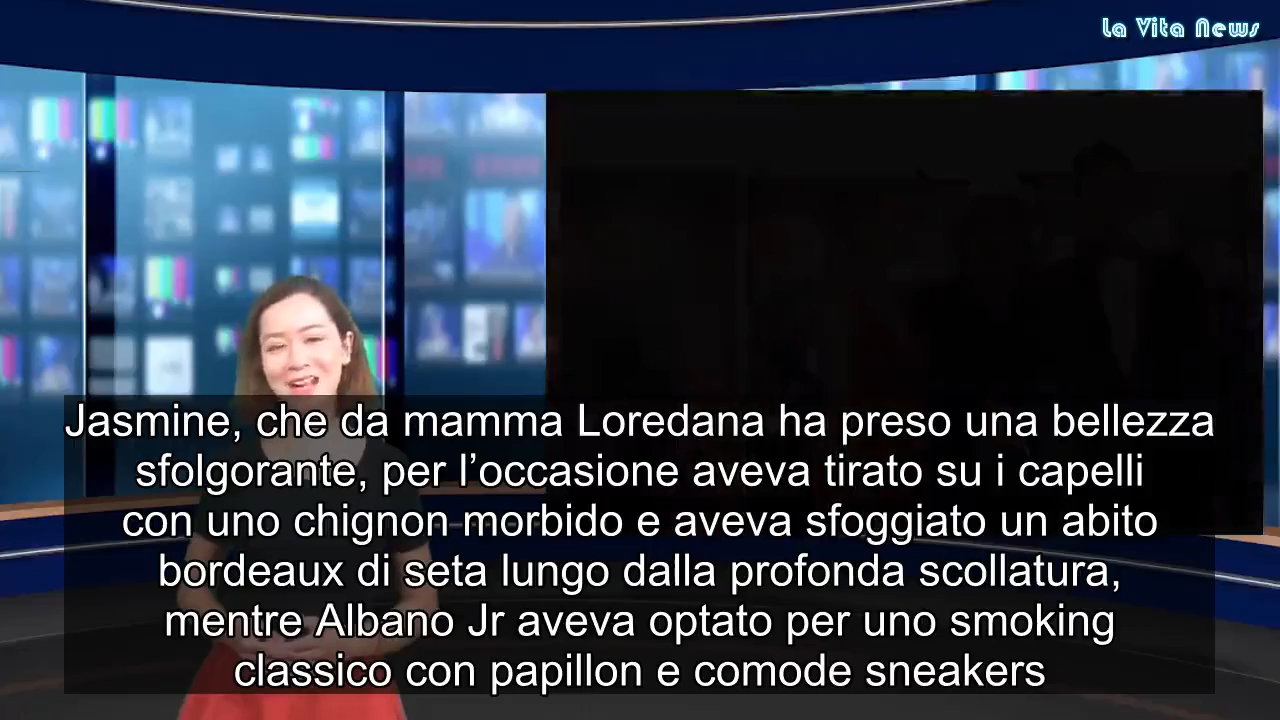 La Vita News
Jasmine, che da mamma Loredana ha preso una bellezza
sfolgorante, per l’occasione aveva tirato su i capelli
con uno chignon morbido e aveva sfoggiato un abito
bordeaux di seta lungo dalla profonda scollatura,
mentre Albano Jr aveva optato per uno smoking
classico con papillon e comode sneakers